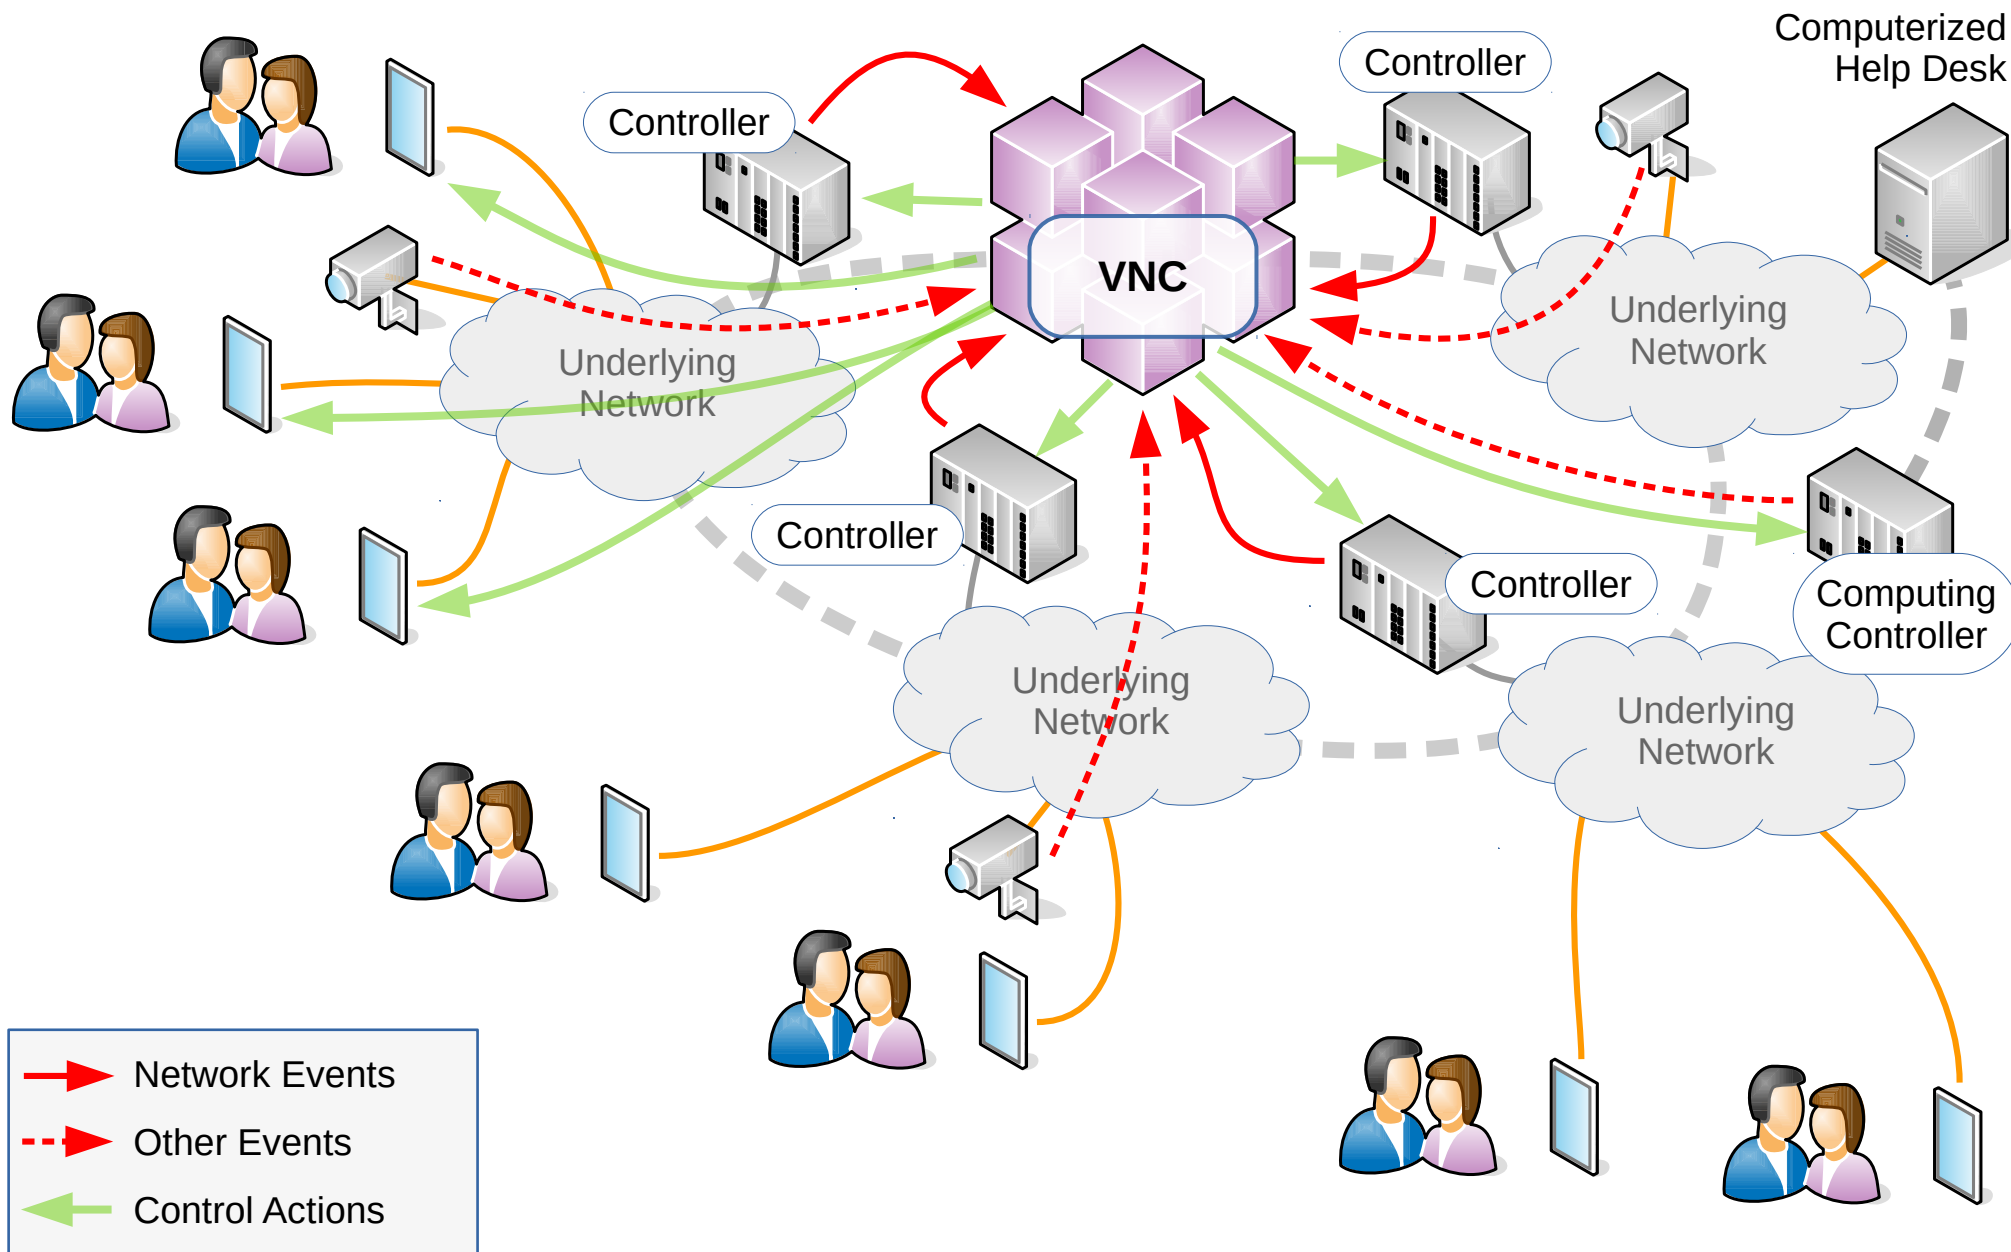 Computerized
Help Desk
Controller
Controller
VNC
Underlying
Network
Underlying
Network
Controller
Controller
Computing
Controller
Underlying
Network
Underlying
Network
Network Events
Other Events
Control Actions